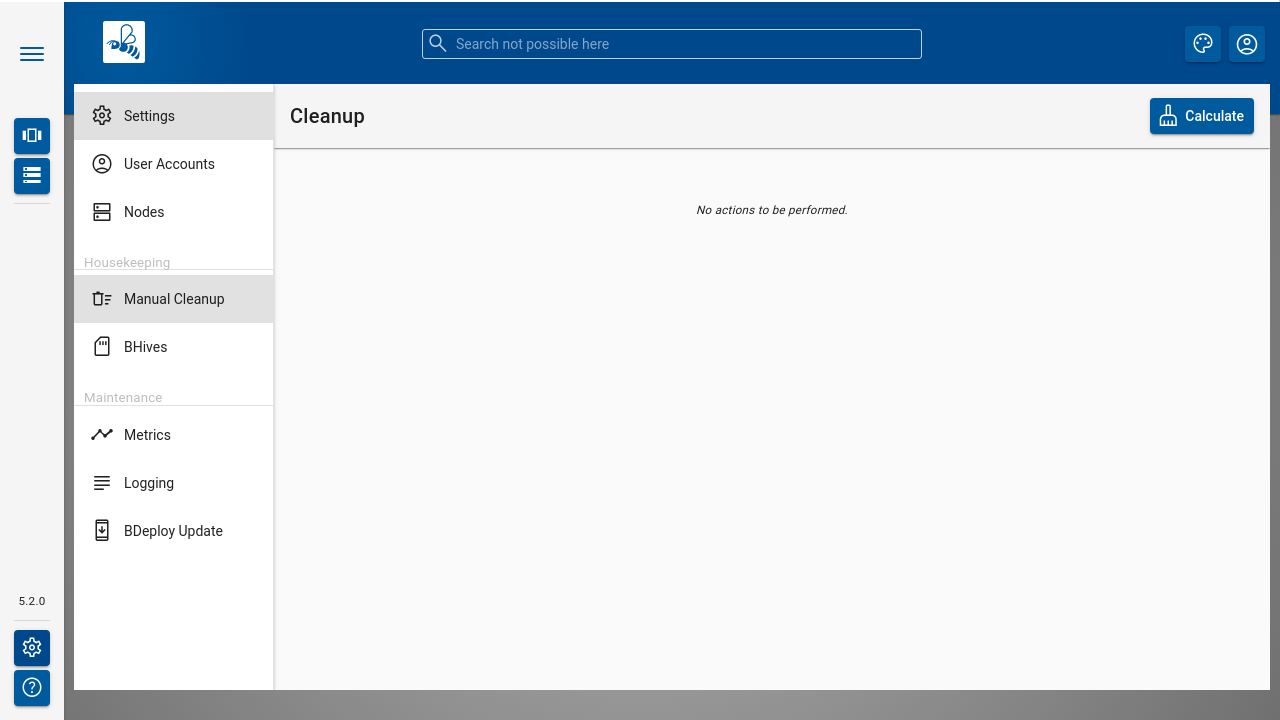 Search not possible here
Settings
User Accounts
Nodes
Housekeeping
Manual Cleanup
BHives
Maintenance
Metrics
Logging
BDeploy Update
Cleanup
Calculate
No actions to be performed.
5.2.0